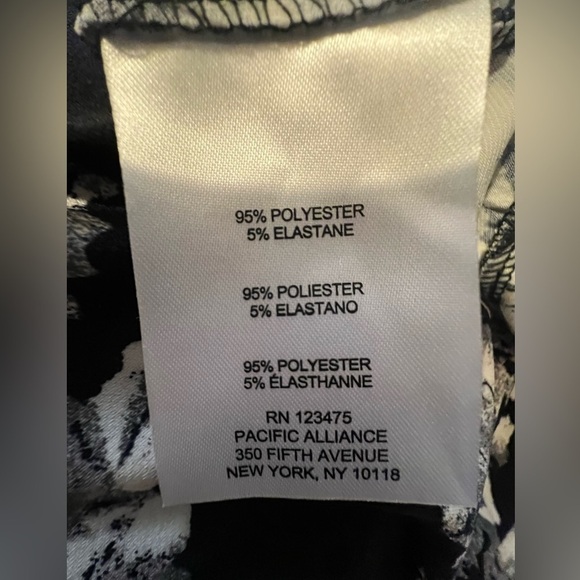 95% POLYESTER
5% ELASTANE
95% POLIESTER
5% ELASTANO
95% POLYESTER
5% ÉLASTHANNE
RN 123475
PACIFIC ALLIANCE
350 FIFTH AVENUE
NEW YORK, NY 10118